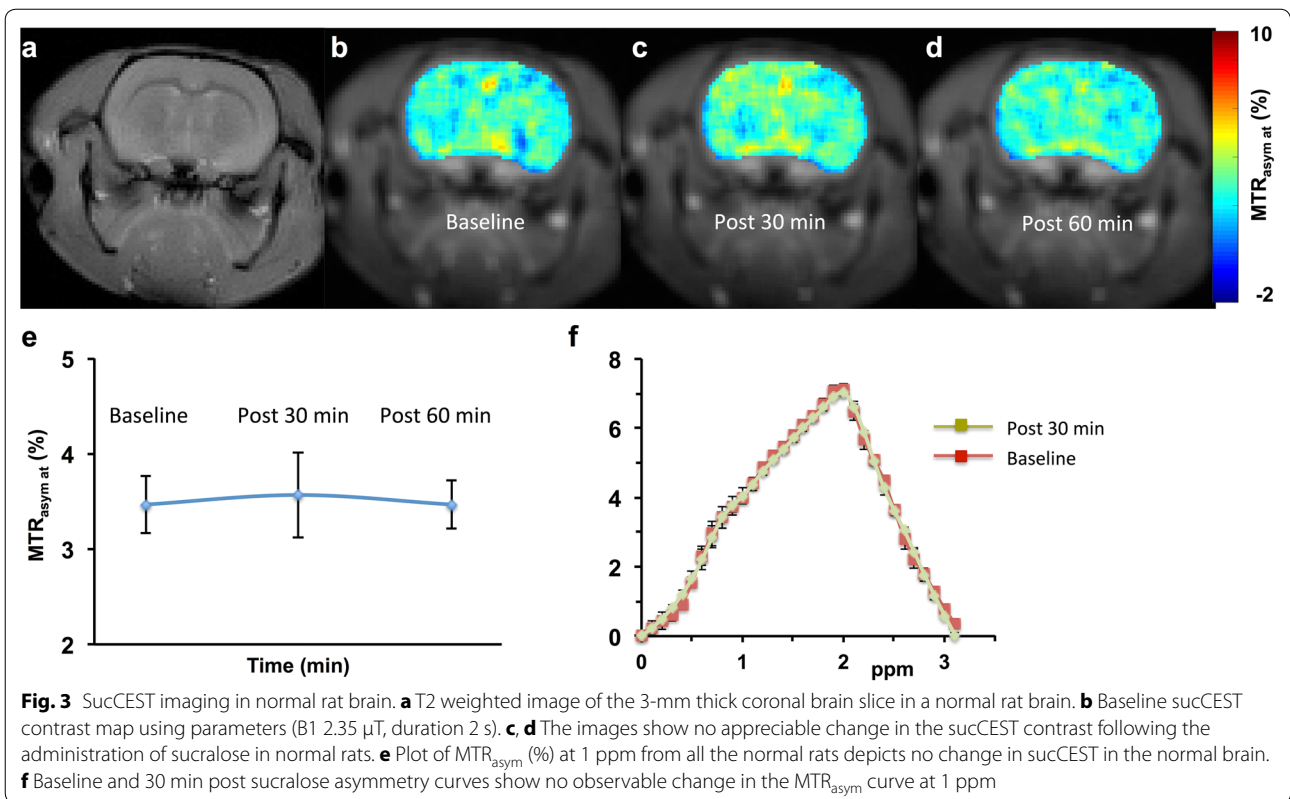 a
b
c
d
Baseline
Post 30 min
Post 60 min
10
-2
MTRasym at (%)
e
5
4
3
2
MTRasym at (%)
Baseline
Post 30 min
Post 60 min
Time (min)
f
8
6
4
2
0
0
1
2
3
ppm
Post 30 min
Baseline
Fig. 3 SucCEST imaging in normal rat brain. a T2 weighted image of the 3-mm thick coronal brain slice in a normal rat brain. b Baseline sucCEST
contrast map using parameters (B1 2.35 µT, duration 2 s). c, d The images show no appreciable change in the sucCEST contrast following the
administration of sucralose in normal rats. e Plot of MTRasym (%) at 1 ppm from all the normal rats depicts no change in sucCEST in the normal brain.
f Baseline and 30 min post sucralose asymmetry curves show no observable change in the MTRasym curve at 1 ppm